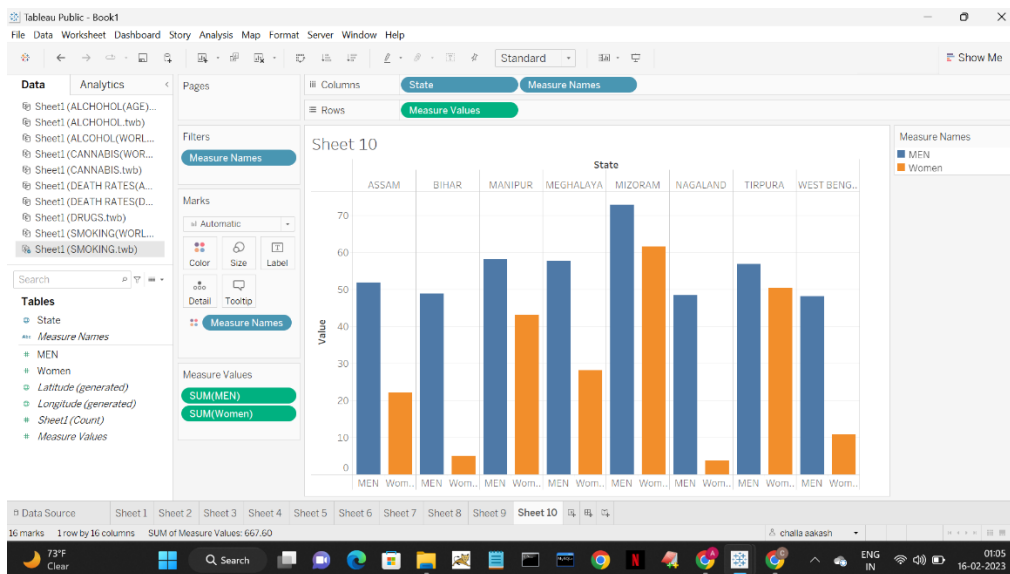 Tableau Public - Book1
File Data Worksheet Dashboard Story Analysis Map Format Server Window Help
Standard
Show Me
Data Analytics
Sheet1 (ALCHOHOL(AGE)...
Sheet1 (ALCHOHOL.twb)
Sheet1 (ALCOHOL(WORL...
Sheet1 (CANNABIS(WOR...
Sheet1 (CANNABIS.twb)
Sheet1 (DEATH RATES(A...
Sheet1 (DEATH RATES(D...
Sheet1 (DRUGS.twb)
Sheet1 (SMOKING(WORL...
Sheet1 (SMOKING.twb)
Search
Tables
State
Abc Measure Names
# MEN
# Women
Latitude (generated)
Longitude (generated)
# Sheet1 (Count)
# Measure Values
Pages
Filters
Measure Names
Marks
Automatic
Color Size Label
Detail Tooltip
Measure Names
Measure Values
SUM(MEN)
SUM(Women)
Columns State Measure Names
Rows Measure Values
Sheet 10
State
ASSAM BIHAR MANIPUR MEGHALAYA MIZORAM NAGALAND TIRPURA WEST BENG..
Value
70
60
50
40
30
20
10
0
MEN Wom.. MEN Wom.. MEN Wom.. MEN Wom.. MEN Wom.. MEN Wom.. MEN Wom.. MEN Wom..
Measure Names
MEN
Women
Data Source Sheet 1 Sheet 2 Sheet 3 Sheet 4 Sheet 5 Sheet 6 Sheet 7 Sheet 8 Sheet 9 Sheet 10
16 marks 1 row by 16 columns SUM of Measure Values: 667.60
challa aakash
73°F
Clear
Search
ENG
IN
01:05
16-02-2023